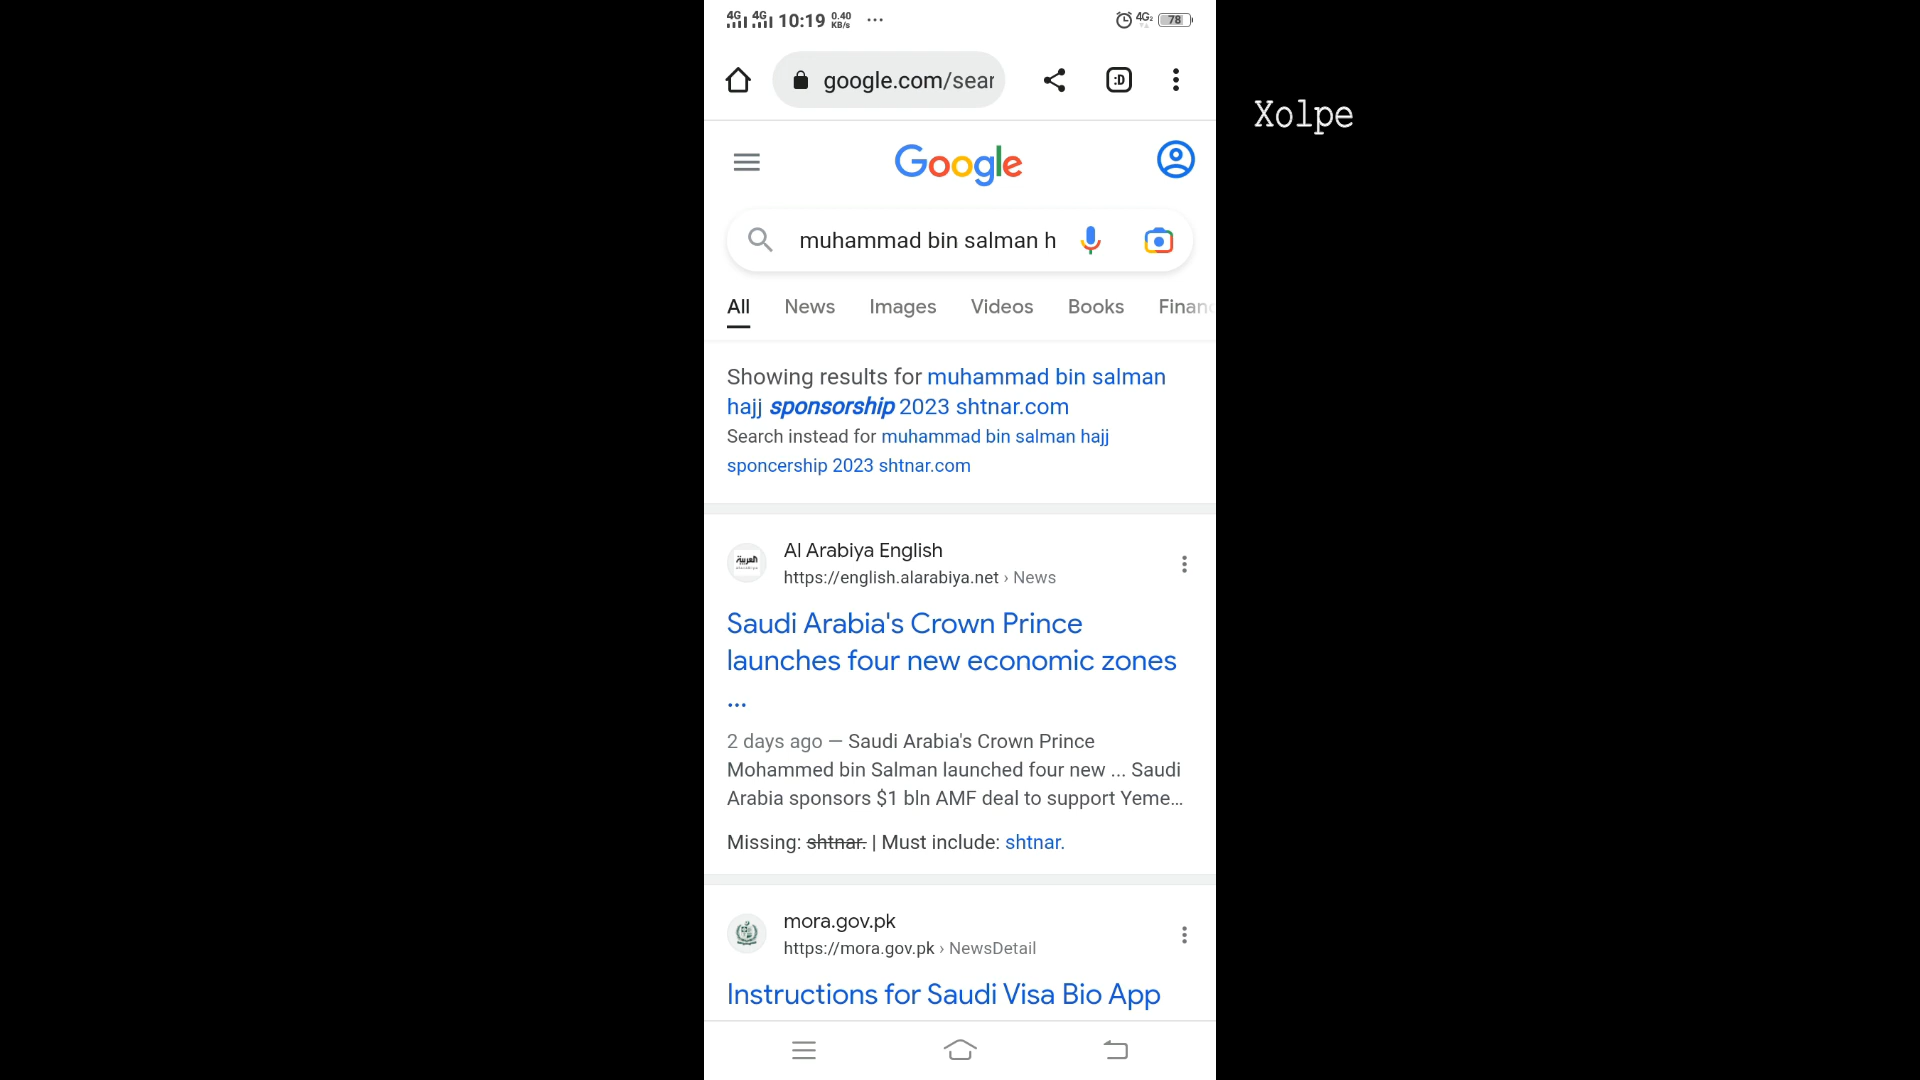 4G 4G 10:19 0.40 KB/s ... 4G 78
google.com/sear :D
Xolpe
Google
muhammad bin salman h
All News Images Videos Books Financ
Showing results for muhammad bin salman
hajj sponsorship 2023 shtnar.com
Search instead for muhammad bin salman hajj
sponcership 2023 shtnar.com
العربية
Al Arabiya English
https://english.alarabiya.net › News
Saudi Arabia's Crown Prince
launches four new economic zones
...
2 days ago — Saudi Arabia's Crown Prince
Mohammed bin Salman launched four new ... Saudi
Arabia sponsors $1 bln AMF deal to support Yeme...
Missing: shtnar. | Must include: shtnar.
mora.gov.pk
https://mora.gov.pk › NewsDetail
Instructions for Saudi Visa Bio App